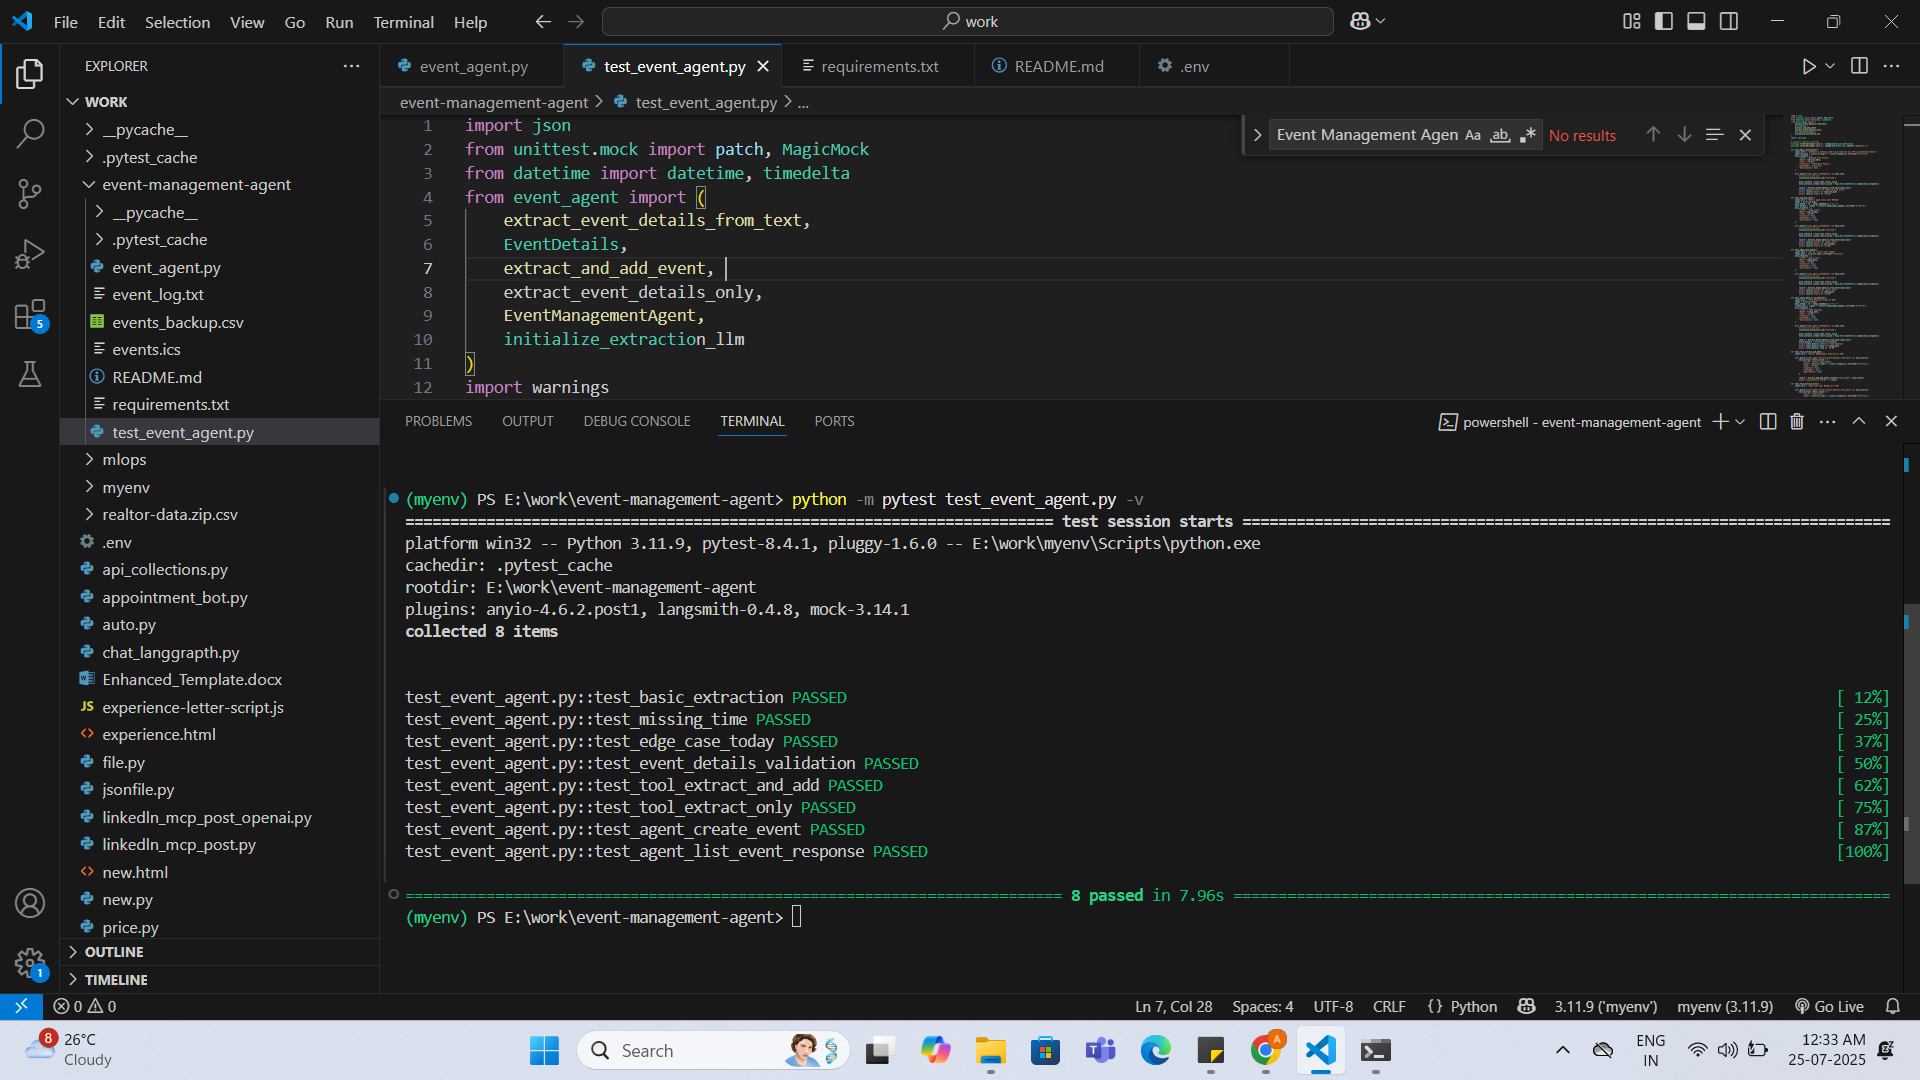 File Edit Selection View Go Run Terminal Help
work
EXPLORER
WORK
__pycache__
.pytest_cache
event-management-agent
__pycache__
.pytest_cache
event_agent.py
event_log.txt
events_backup.csv
events.ics
README.md
requirements.txt
test_event_agent.py
mlops
myenv
realtor-data.zip.csv
.env
api_collections.py
appointment_bot.py
auto.py
chat_langgrapth.py
Enhanced_Template.docx
JS experience-letter-script.js
experience.html
file.py
jsonfile.py
linkedln_mcp_post_openai.py
linkedln_mcp_post.py
new.html
new.py
price.py
OUTLINE
TIMELINE
5
1
event_agent.py
test_event_agent.py
requirements.txt
README.md
.env
event-management-agent > test_event_agent.py > ...
Event Management Agen Aa ab No results
1 import json
2 from unittest.mock import patch, MagicMock
3 from datetime import datetime, timedelta
4 from event_agent import (
5 extract_event_details_from_text,
6 EventDetails,
7 extract_and_add_event,
8 extract_event_details_only,
9 EventManagementAgent,
10 initialize_extraction_llm
11 )
12 import warnings
PROBLEMS OUTPUT DEBUG CONSOLE TERMINAL PORTS
powershell - event-management-agent
(myenv) PS E:\work\event-management-agent> python -m pytest test_event_agent.py -v
test session starts
platform win32 -- Python 3.11.9, pytest-8.4.1, pluggy-1.6.0 -- E:\work\myenv\Scripts\python.exe
cachedir: .pytest_cache
rootdir: E:\work\event-management-agent
plugins: anyio-4.6.2.post1, langsmith-0.4.8, mock-3.14.1
collected 8 items
test_event_agent.py::test_basic_extraction PASSED [ 12%]
test_event_agent.py::test_missing_time PASSED [ 25%]
test_event_agent.py::test_edge_case_today PASSED [ 37%]
test_event_agent.py::test_event_details_validation PASSED [ 50%]
test_event_agent.py::test_tool_extract_and_add PASSED [ 62%]
test_event_agent.py::test_tool_extract_only PASSED [ 75%]
test_event_agent.py::test_agent_create_event PASSED [ 87%]
test_event_agent.py::test_agent_list_event_response PASSED [100%]
8 passed in 7.96s
(myenv) PS E:\work\event-management-agent>
0 0
Ln 7, Col 28 Spaces: 4 UTF-8 CRLF {} Python 3.11.9 ('myenv') myenv (3.11.9) Go Live
8 26°C
Cloudy
Search
A
ENG
IN
12:33 AM
25-07-2025